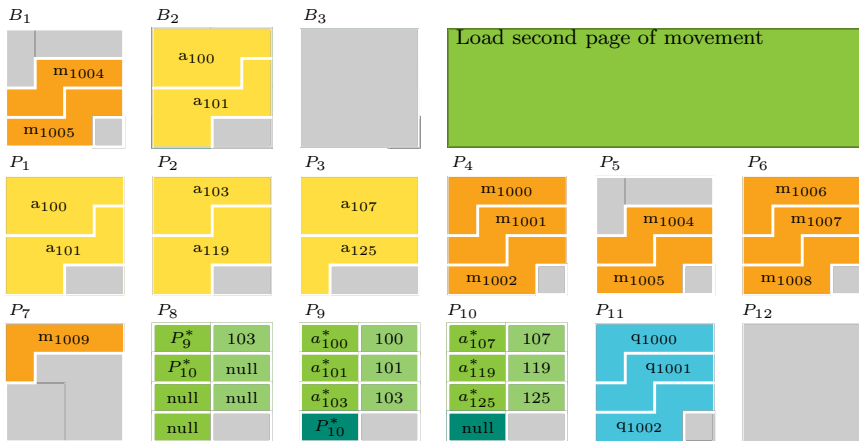 B₁ B₂ B₃
Load second page of movement
m₁₀₀₄
m₁₀₀₅
a₁₀₀
a₁₀₁
P₁ P₂ P₃ P₄ P₅ P₆
a₁₀₀
a₁₀₁
a₁₀₃
a₁₁₉
a₁₀₇
a₁₂₅
m₁₀₀₀
m₁₀₀₁
m₁₀₀₂
m₁₀₀₄
m₁₀₀₅
m₁₀₀₆
m₁₀₀₇
m₁₀₀₈
P₇ P₈ P₉ P₁₀ P₁₁ P₁₂
m₁₀₀₉
P₉* 103
P₁₀* null
null null
null
a₁₀₀* 100
a₁₀₁* 101
a₁₀₃* 103
P₁₀*
a₁₀₇* 107
a₁₁₉* 119
a₁₂₅* 125
null
q₁₀₀₀
q₁₀₀₁
q₁₀₀₂